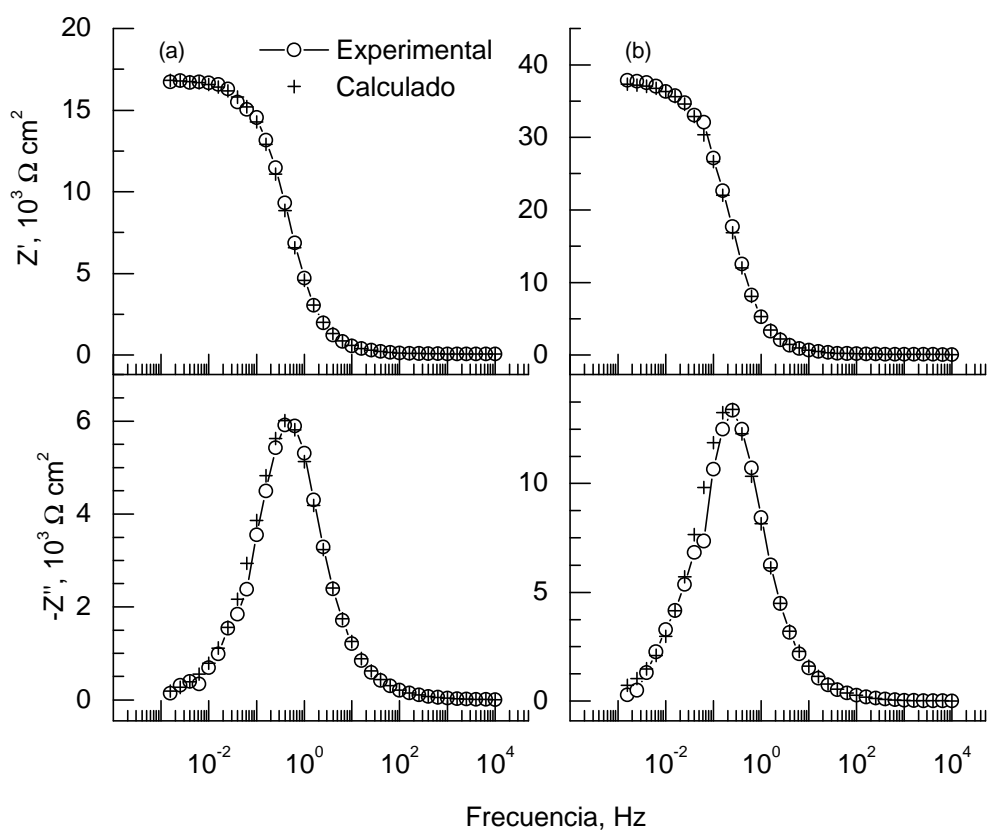 (a)
Experimental
Calculado
(b)
Z', 10³ Ω cm²
20
15
10
5
0
40
30
20
10
0
-Z'', 10³ Ω cm²
6
4
2
0
10
5
0
10⁻² 10⁰ 10² 10⁴
10⁻² 10⁰ 10² 10⁴
Frecuencia, Hz